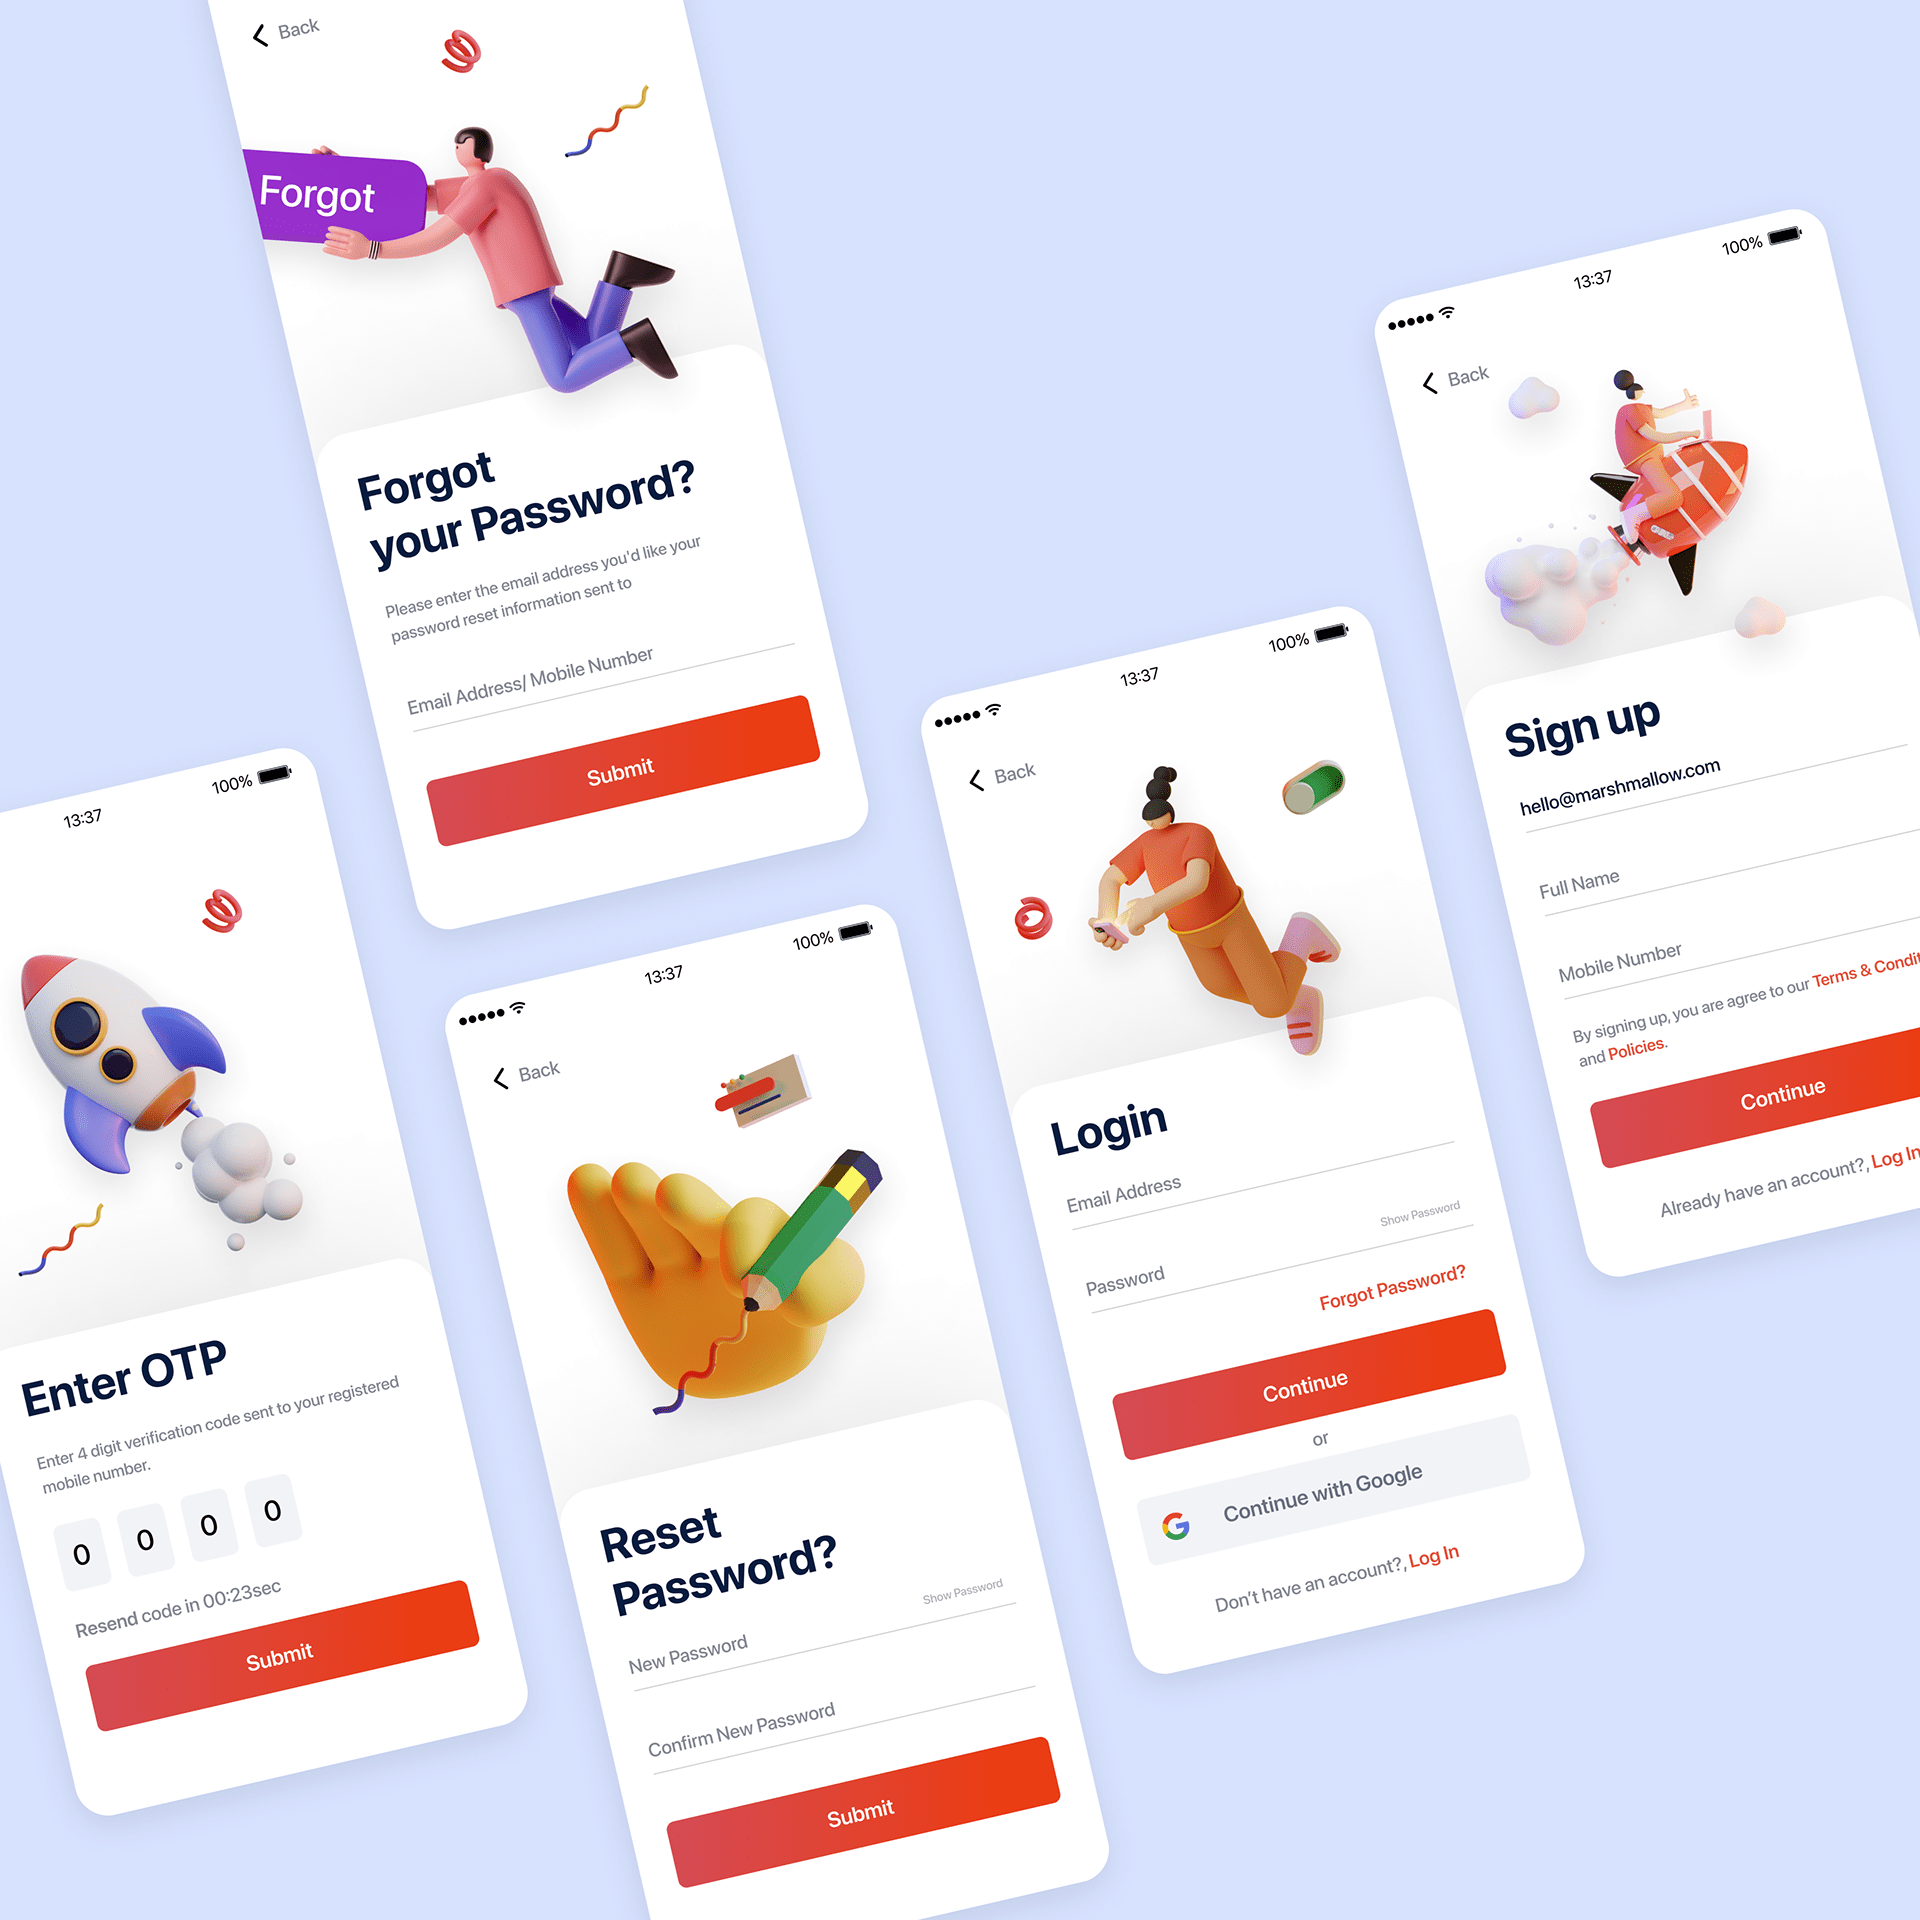 Back
Forgot
Forgot
your Password?
Please enter the email address you'd like your
password reset information sent to
Email Address/ Mobile Number
Submit
13:37
100%
Enter OTP
Enter 4 digit verification code sent to your registered
mobile number.
0 0 0 0
Resend code in 00:23sec
Submit
13:37
100%
Back
Reset
Password?
Show Password
New Password
Confirm New Password
Submit
13:37
100%
Back
Login
Email Address
Show Password
Password
Forgot Password?
Continue
or
Continue with Google
Don't have an account?, Log In
13:37
100%
Back
Sign up
hello@marshmallow.com
Full Name
Mobile Number
By signing up, you are agree to our Terms & Condit
and Policies.
Continue
Already have an account?, Log In